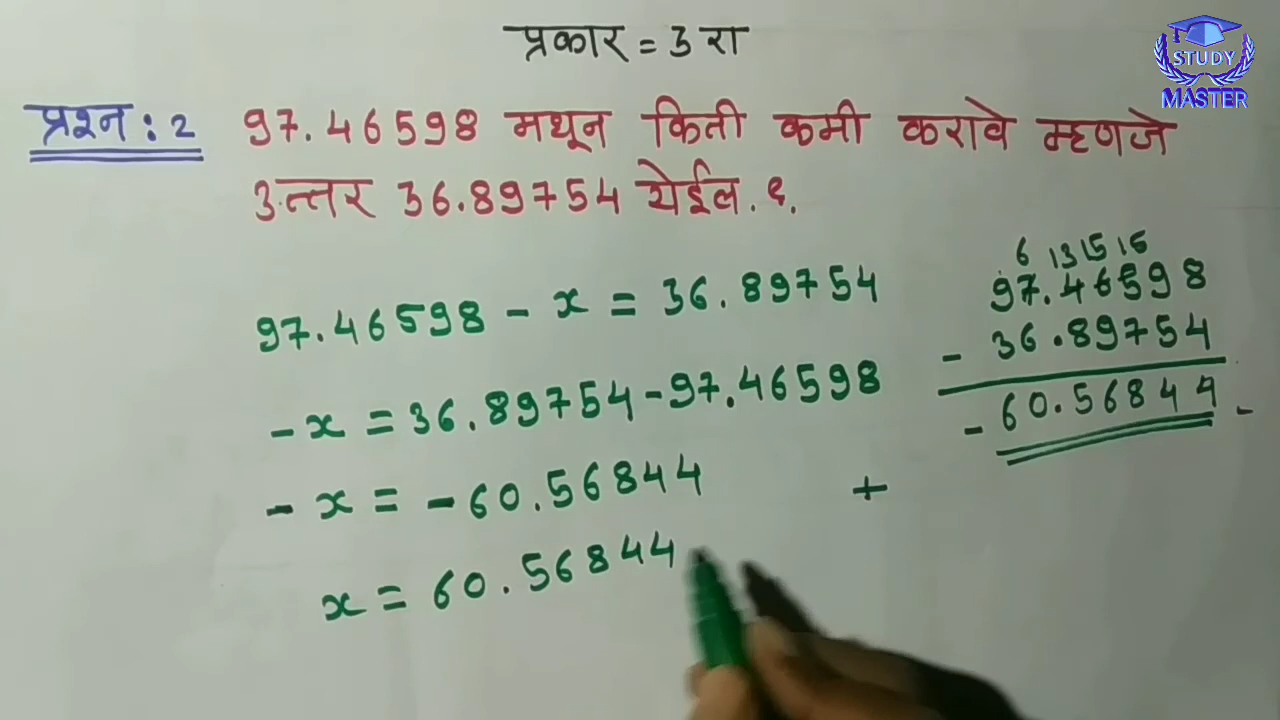 प्रकार = 3 रा
STUDY
MASTER
प्रश्न : 2 97.46598 मधून किती कमी करावे म्हणजे
उत्तर 36.89754 येईल. ६.
97.46598 - x = 36.89754
- x = 36.89754 - 97.46598
- x = - 60.56844
x = 60.56844
+
6 13 15 16
97.46598
- 36.89754
- 60.56844 -